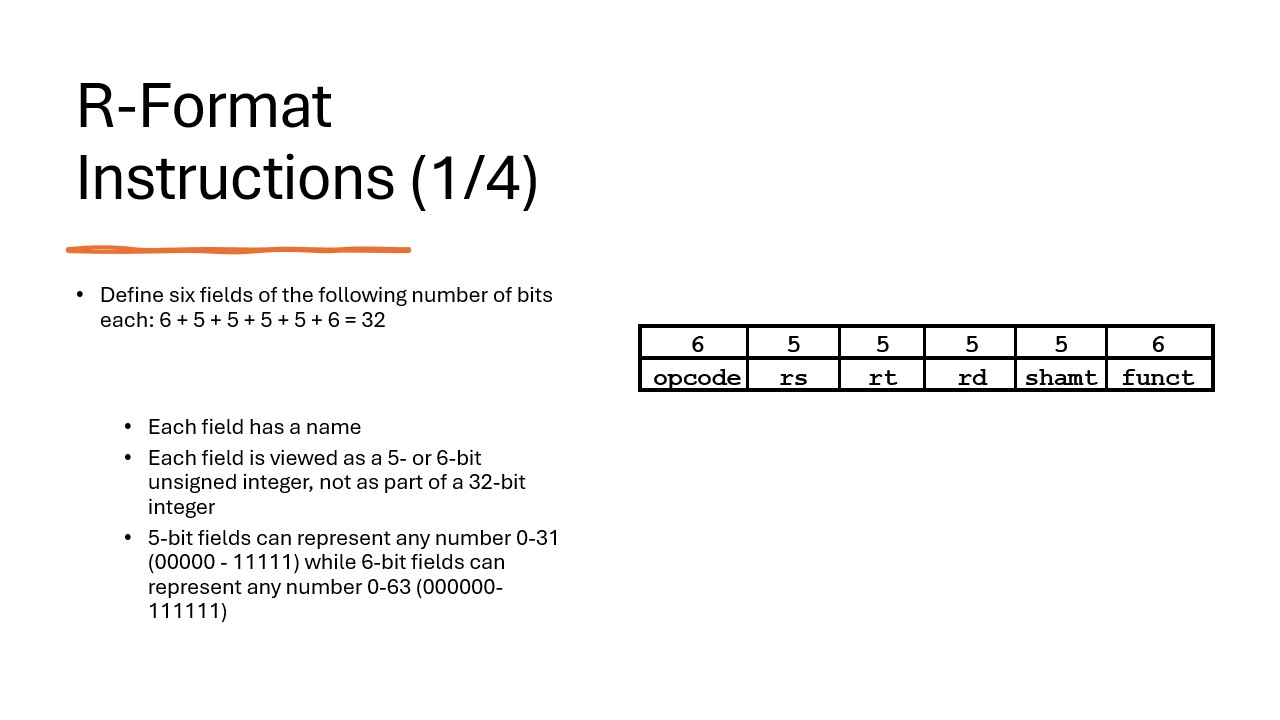 R-Format
Instructions (1/4)
• Define six fields of the following number of bits
each: 6 + 5 + 5 + 5 + 5 + 6 = 32
• Each field has a name
• Each field is viewed as a 5- or 6-bit
unsigned integer, not as part of a 32-bit
integer
• 5-bit fields can represent any number 0-31
(00000 - 11111) while 6-bit fields can
represent any number 0-63 (000000-
111111)
6 5 5 5 5 6
opcode rs rt rd shamt funct